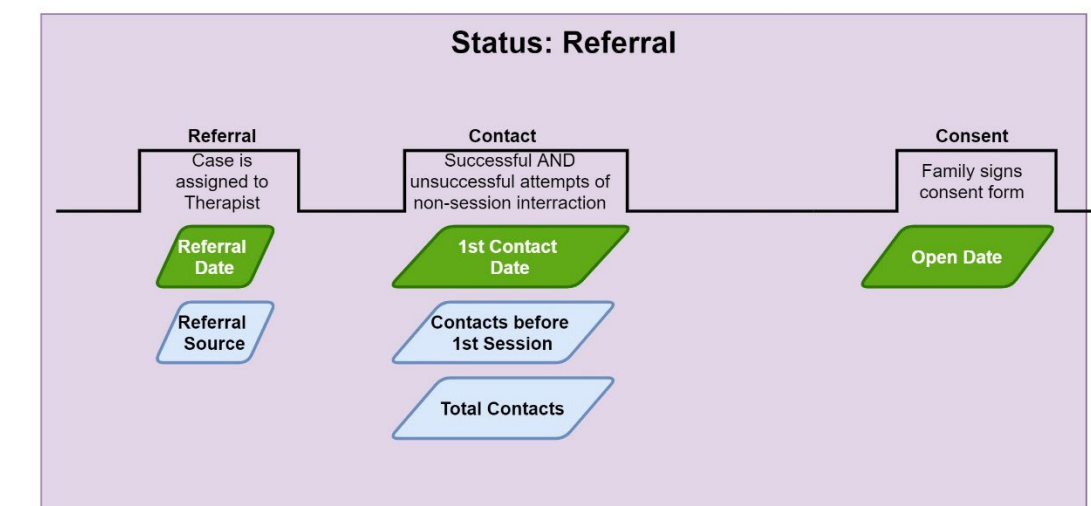 Status: Referral
Referral
Case is
assigned to
Therapist
Contact
Successful AND
unsuccessful attempts of
non-session interraction
Consent
Family signs
consent form
Referral
Date
1st Contact
Date
Open Date
Referral
Source
Contacts before
1st Session
Total Contacts